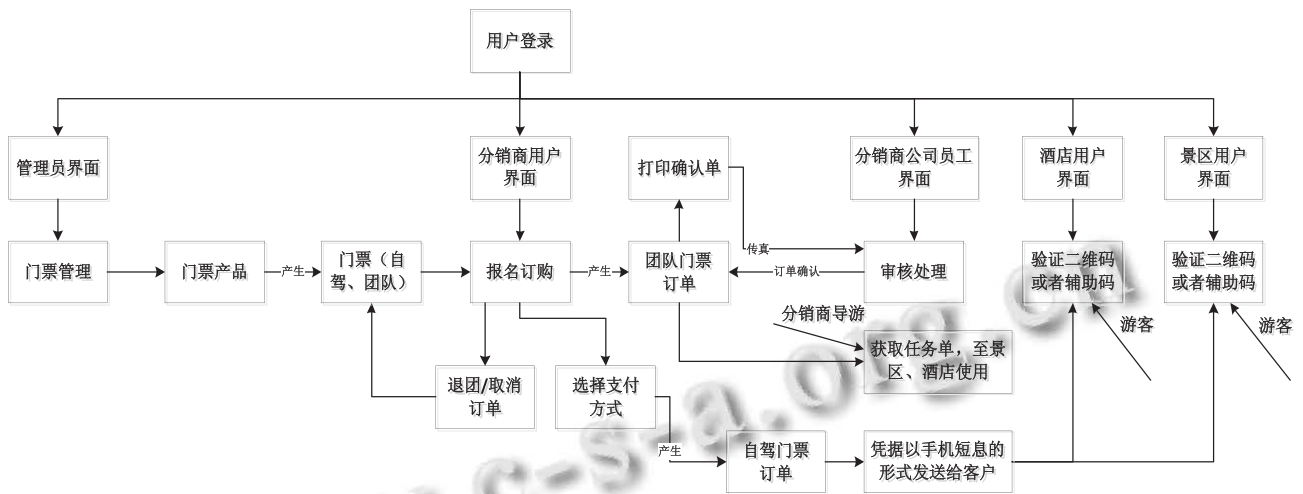 用户登录
管理员界面
分销商用户
界面
打印确认单
分销商公司员工
界面
酒店用户
界面
景区用户
界面
传真
门票管理
门票产品
产生
门票（自
驾、团队）
报名订购
产生
团队门票
订单
订单确认
审核处理
验证二维码
或者辅助码
验证二维码
或者辅助码
分销商导游
游客
游客
获取任务单，至景
区、酒店使用
退团/取消
订单
选择支付
方式
产生
自驾门票
订单
凭据以手机短息的
形式发送给客户